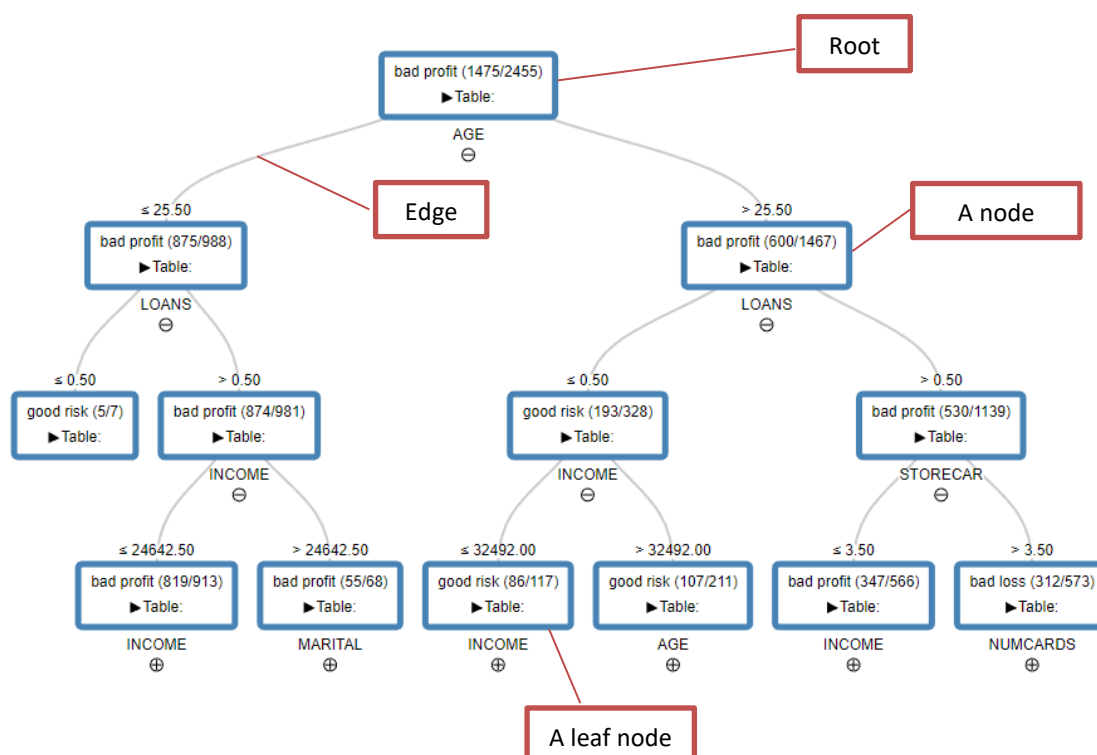 Root
bad profit (1475/2455)
▶Table:
AGE
⊖
Edge
A node
≤ 25.50
> 25.50
bad profit (875/988)
▶Table:
bad profit (600/1467)
▶Table:
LOANS
⊖
LOANS
⊖
≤ 0.50
> 0.50
≤ 0.50
> 0.50
good risk (5/7)
▶Table:
bad profit (874/981)
▶Table:
good risk (193/328)
▶Table:
bad profit (530/1139)
▶Table:
INCOME
⊖
INCOME
⊖
STORECAR
⊖
≤ 24642.50
> 24642.50
≤ 32492.00
> 32492.00
≤ 3.50
> 3.50
bad profit (819/913)
▶Table:
bad profit (55/68)
▶Table:
good risk (86/117)
▶Table:
good risk (107/211)
▶Table:
bad profit (347/566)
▶Table:
bad loss (312/573)
▶Table:
INCOME
⊕
MARITAL
⊕
INCOME
⊕
AGE
⊕
INCOME
⊕
NUMCARDS
⊕
A leaf node